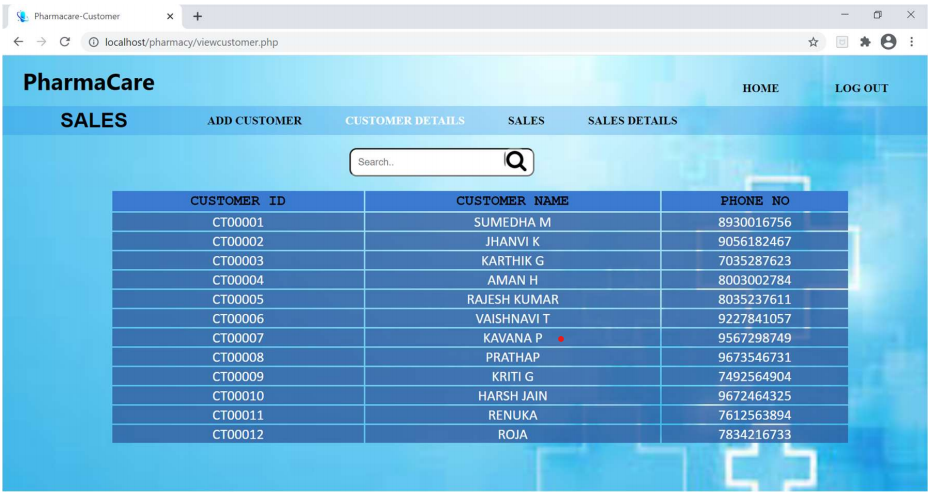 Pharmacare-Customer
localhost/pharmacy/viewcustomer.php
PharmaCare HOME LOG OUT
SALES ADD CUSTOMER CUSTOMER DETAILS SALES SALES DETAILS
Search..
CUSTOMER ID CUSTOMER NAME PHONE NO
CT00001 SUMEDHA M 8930016756
CT00002 JHANVI K 9056182467
CT00003 KARTHIK G 7035287623
CT00004 AMAN H 8003002784
CT00005 RAJESH KUMAR 8035237611
CT00006 VAISHNAVI T 9227841057
CT00007 KAVANA P 9567298749
CT00008 PRATHAP 9673546731
CT00009 KRITI G 7492564904
CT00010 HARSH JAIN 9672464325
CT00011 RENUKA 7612563894
CT00012 ROJA 7834216733